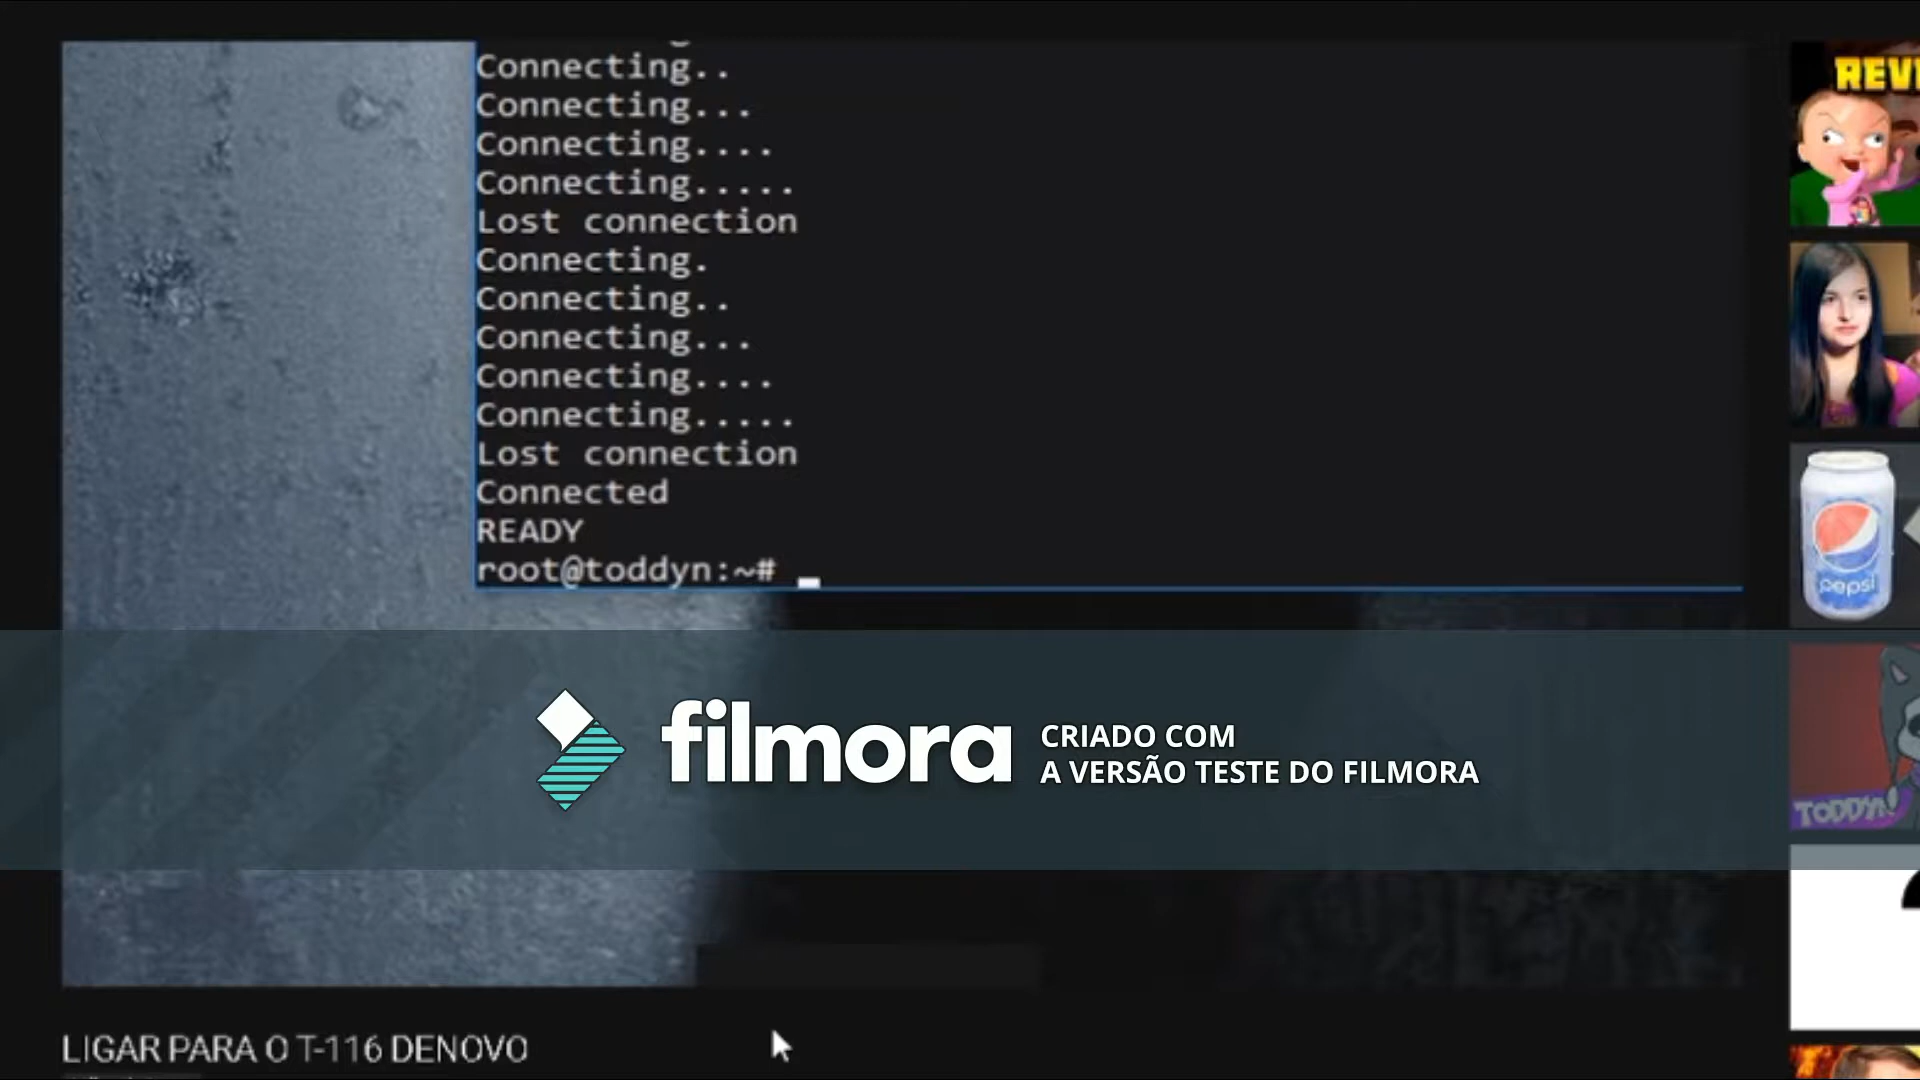 Connecting..
Connecting...
Connecting....
Connecting.....
Lost connection
Connecting.
Connecting..
Connecting...
Connecting....
Connecting.....
Lost connection
Connected
READY
root@toddyn:~#
filmora
CRIADO COM
A VERSÃO TESTE DO FILMORA
LIGAR PARA O T-116 DENOVO
pepsi
TODDYN